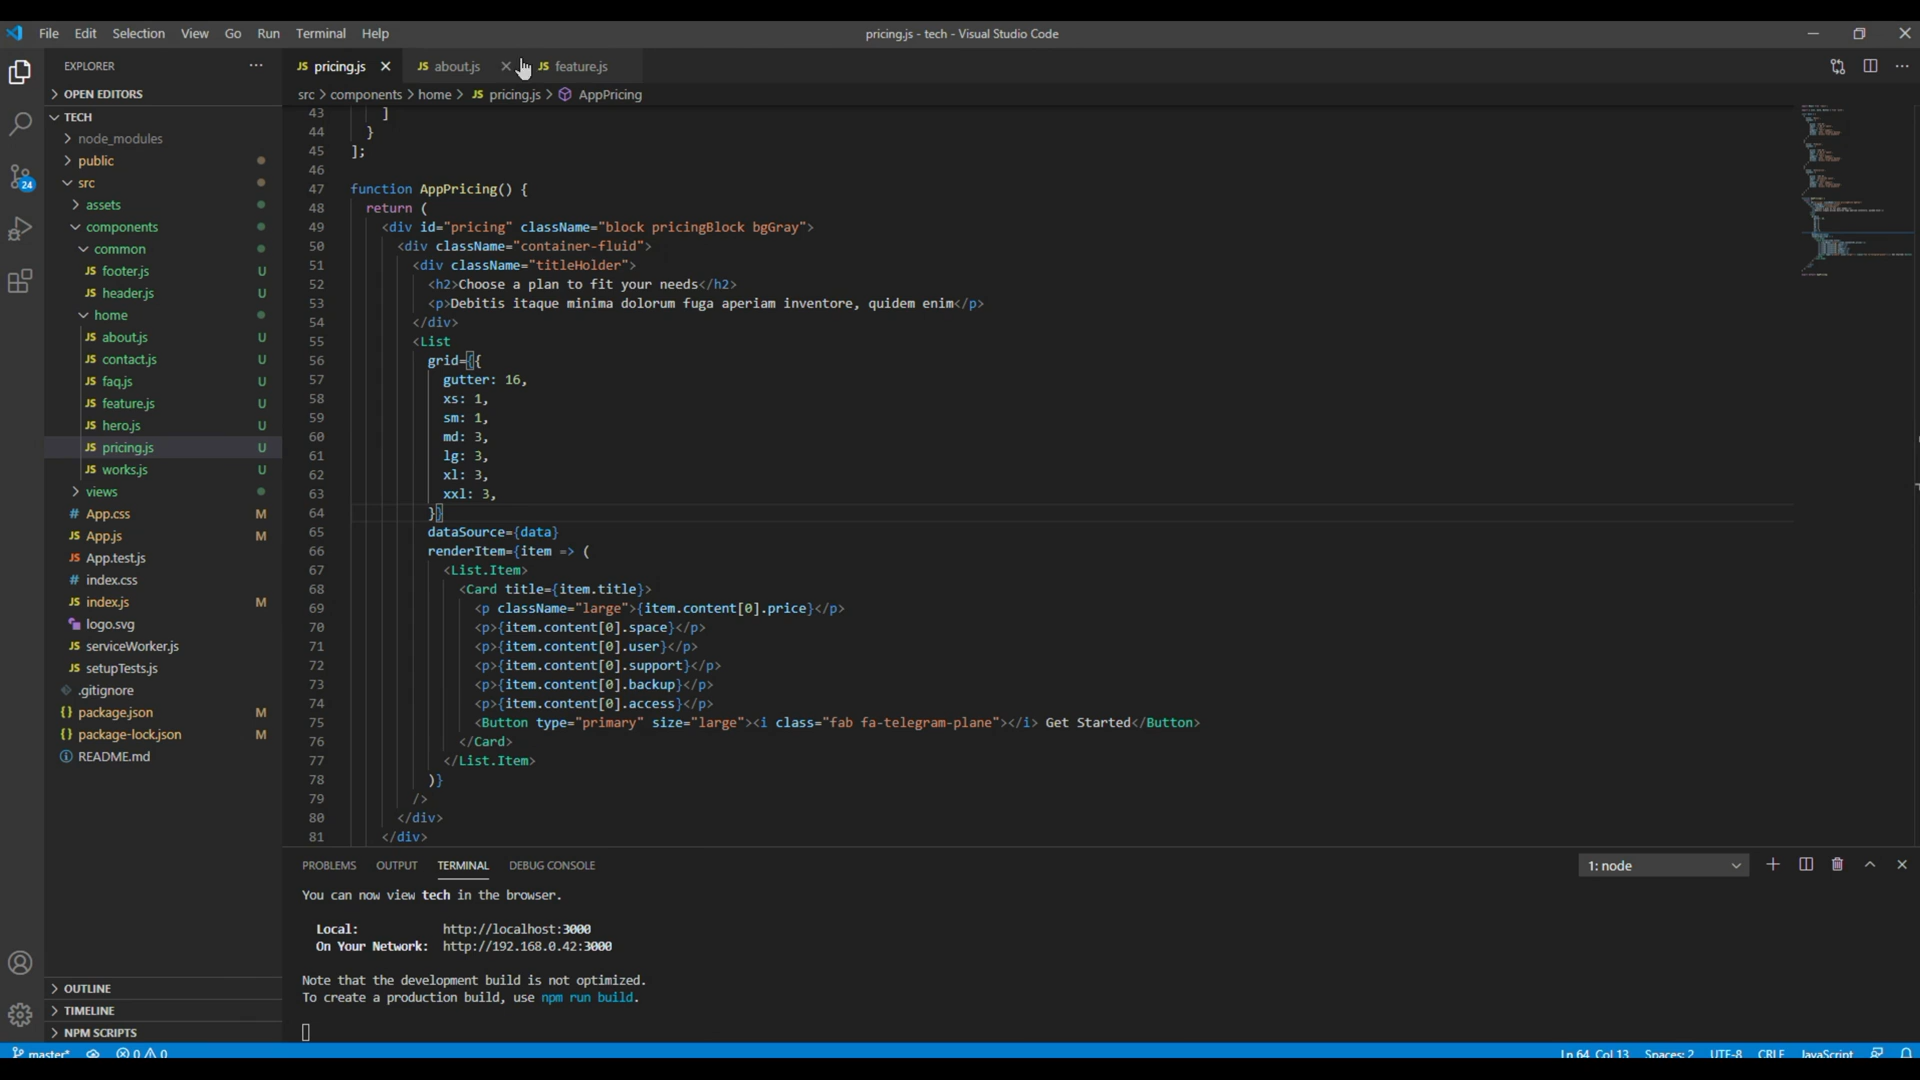 File Edit Selection View Go Run Terminal Help
pricing.js - tech - Visual Studio Code
EXPLORER ···
JS pricing.js
JS about.js
JS feature.js
OPEN EDITORS
src > components > home > JS pricing.js > AppPricing
TECH
node_modules
public
src
assets
components
common
JS footer.js U
JS header.js U
home
JS about.js U
JS contact.js U
JS faq.js U
JS feature.js U
JS hero.js U
JS pricing.js U
JS works.js U
views
# App.css M
JS App.js M
JS App.test.js
# index.css
JS index.js M
logo.svg
JS serviceWorker.js
JS setupTests.js
.gitignore
{} package.json M
{} package-lock.json M
README.md
OUTLINE
TIMELINE
NPM SCRIPTS
24
43 ]
44 }
45 ];
46
47 function AppPricing() {
48 return (
49 <div id="pricing" className="block pricingBlock bgGray">
50 <div className="container-fluid">
51 <div className="titleHolder">
52 <h2>Choose a plan to fit your needs</h2>
53 <p>Debitis itaque minima dolorum fuga aperiam inventore, quidem enim</p>
54 </div>
55 <List
56 grid={{
57 gutter: 16,
58 xs: 1,
59 sm: 1,
60 md: 3,
61 lg: 3,
62 xl: 3,
63 xxl: 3,
64 }}
65 dataSource={data}
66 renderItem={item => (
67 <List.Item>
68 <Card title={item.title}>
69 <p className="large">{item.content[0].price}</p>
70 <p>{item.content[0].space}</p>
71 <p>{item.content[0].user}</p>
72 <p>{item.content[0].support}</p>
73 <p>{item.content[0].backup}</p>
74 <p>{item.content[0].access}</p>
75 <Button type="primary" size="large"><i class="fab fa-telegram-plane"></i> Get Started</Button>
76 </Card>
77 </List.Item>
78 )}
79 />
80 </div>
81 </div>
PROBLEMS OUTPUT TERMINAL DEBUG CONSOLE
1: node
You can now view tech in the browser.
Local: http://localhost:3000
On Your Network: http://192.168.0.42:3000
Note that the development build is not optimized.
To create a production build, use npm run build.
master* 0 0
Ln 64, Col 13 Spaces: 2 UTF-8 CRLF JavaScript